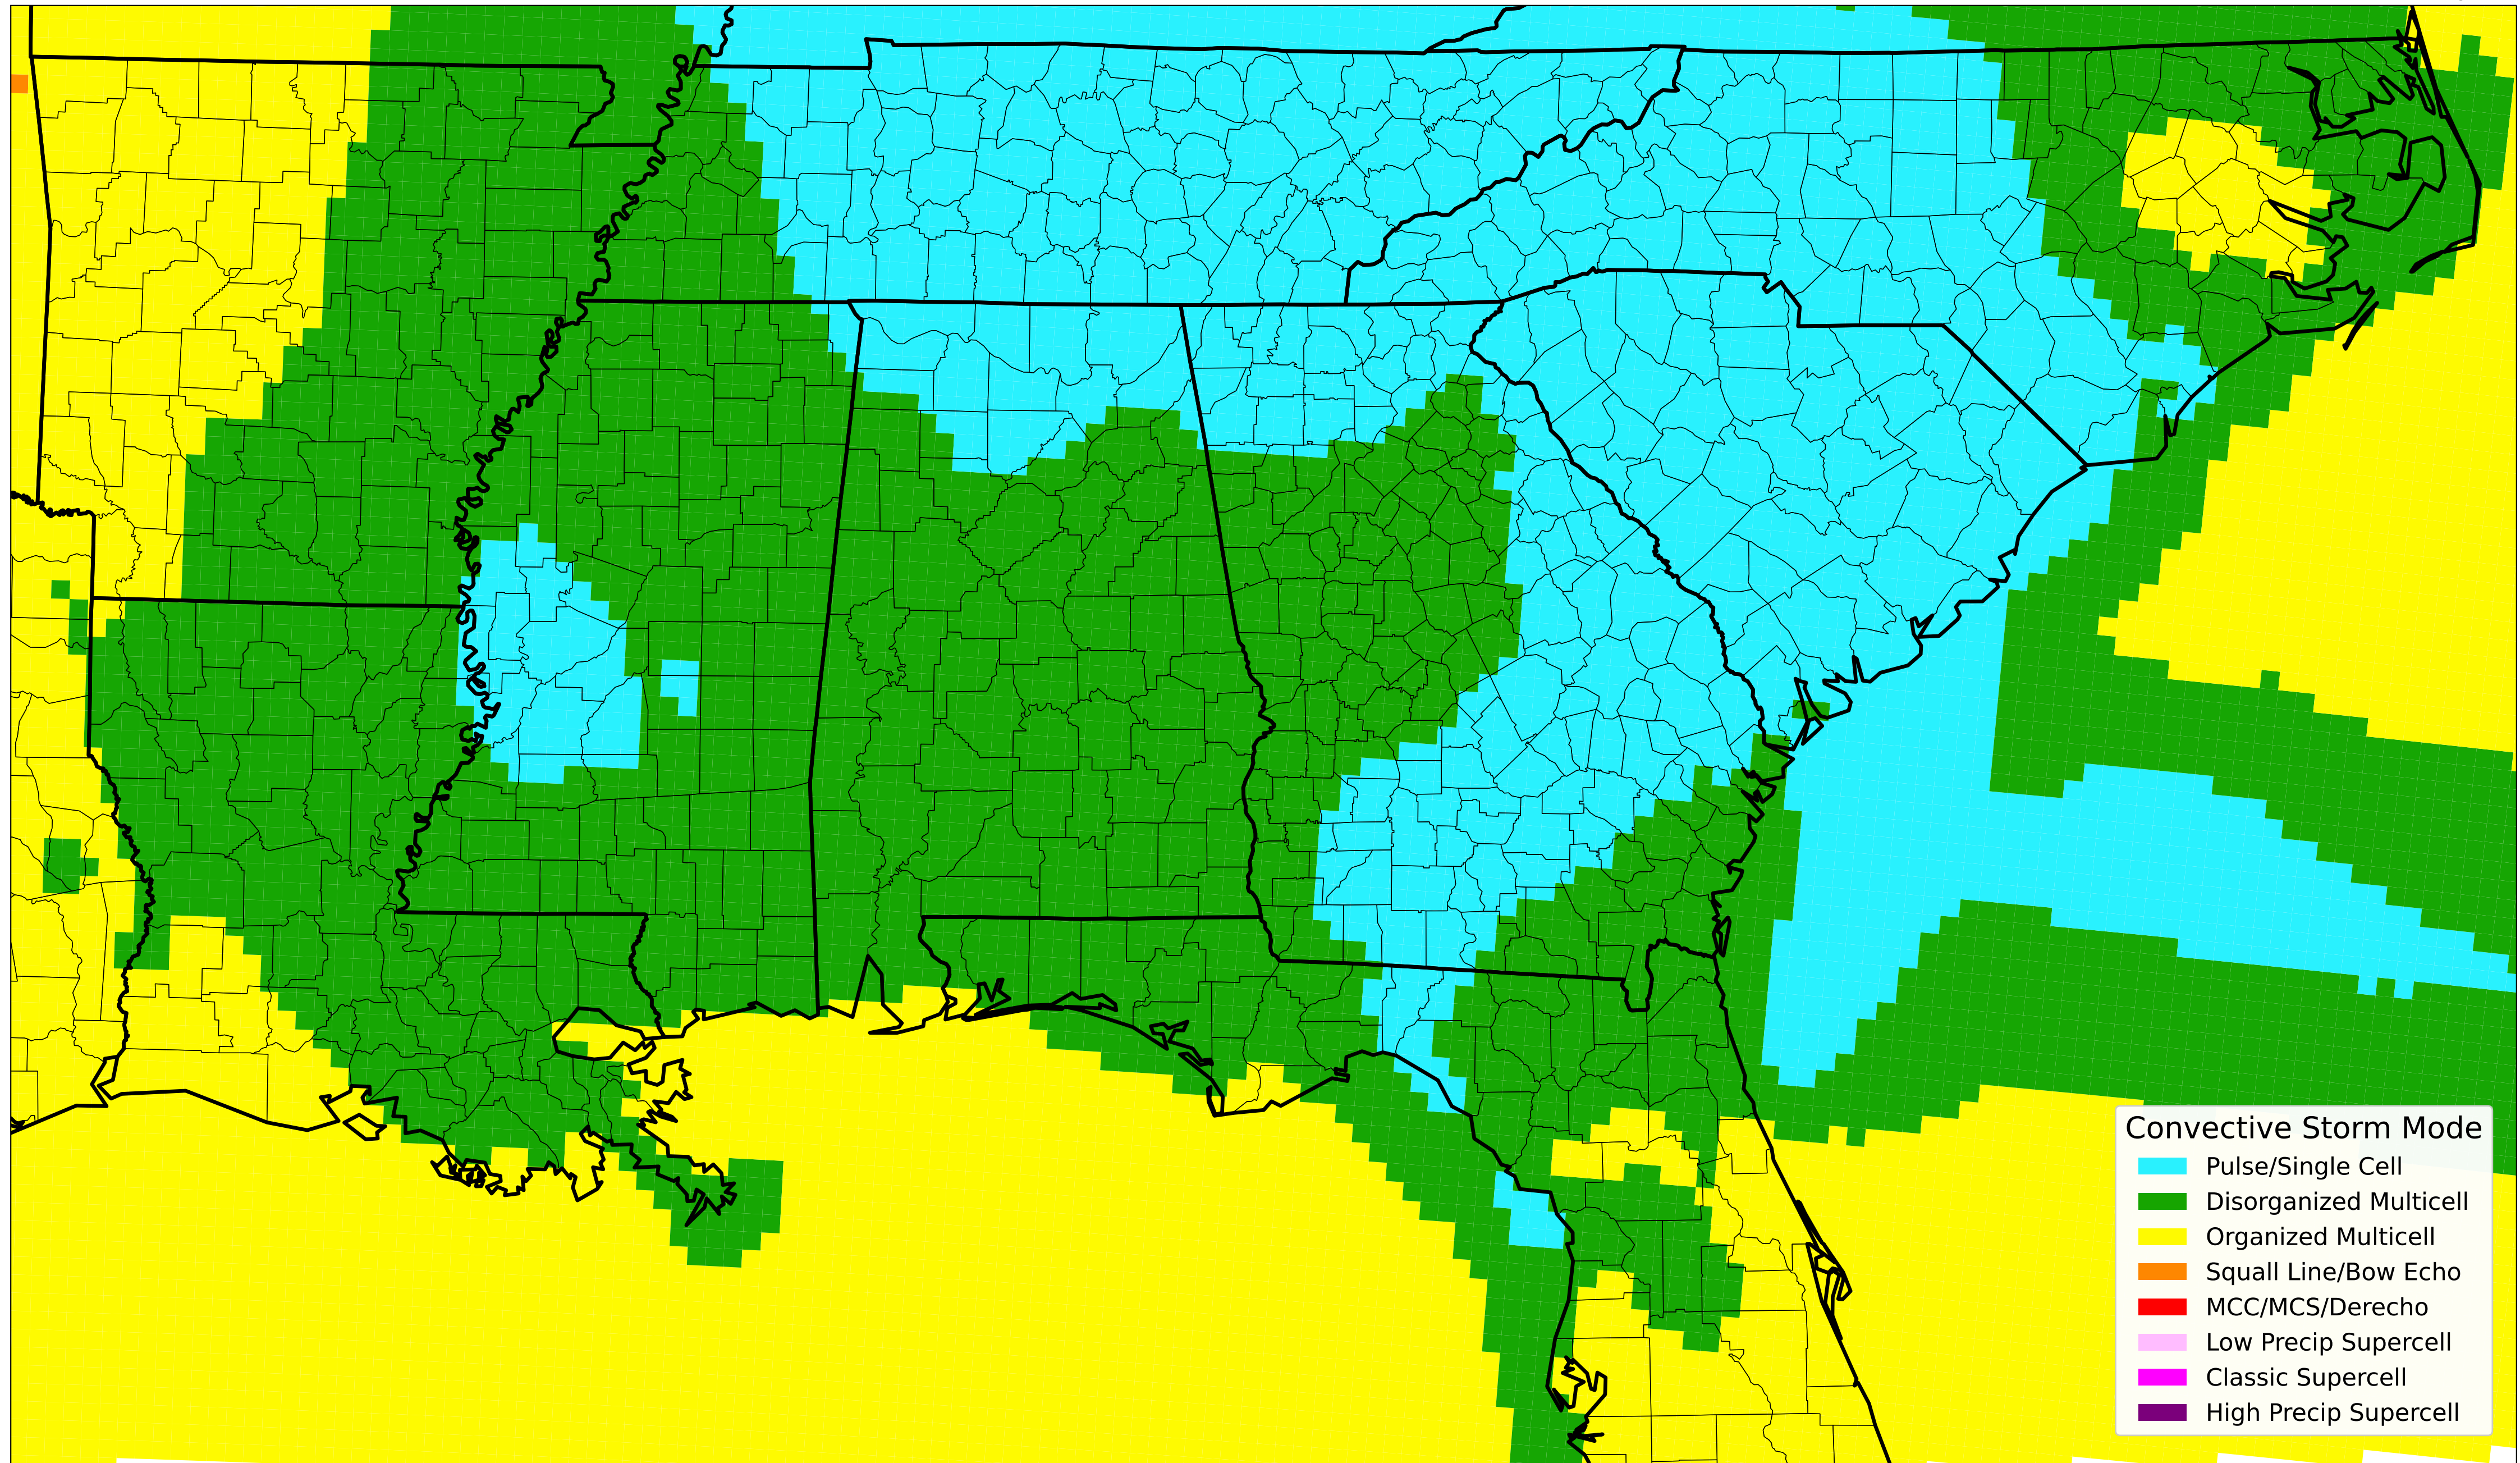 Convective Storm Mode
Pulse/Single Cell
Disorganized Multicell
Organized Multicell
Squall Line/Bow Echo
MCC/MCS/Derecho
Low Precip Supercell
Classic Supercell
High Precip Supercell